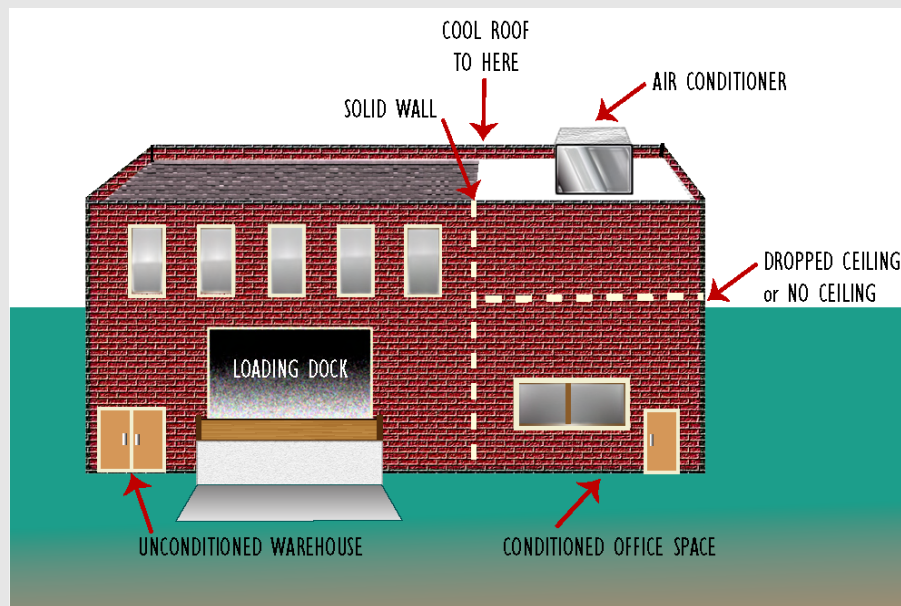 COOL ROOF
TO HERE
AIR CONDITIONER
SOLID WALL
DROPPED CEILING
or NO CEILING
LOADING DOCK
UNCONDITIONED WAREHOUSE
CONDITIONED OFFICE SPACE